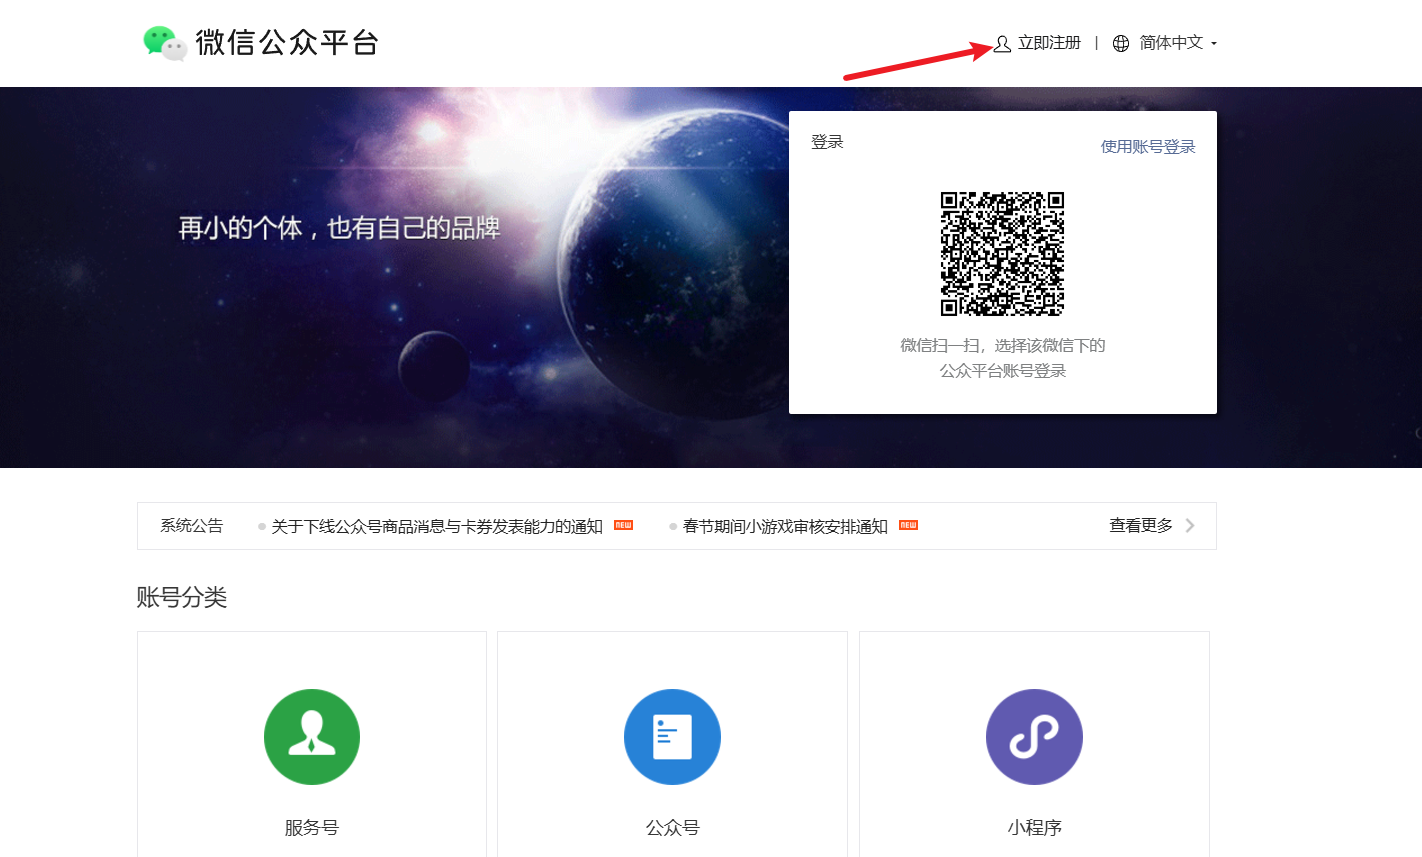 微信公众平台
立即注册 | 简体中文
登录
使用账号登录
再小的个体，也有自己的品牌
微信扫一扫，选择该微信下的
公众平台账号登录
系统公告 关于下线公众号商品消息与卡券发表能力的通知 NEW 春节期间小游戏审核安排通知 NEW 查看更多
账号分类
服务号 公众号 小程序